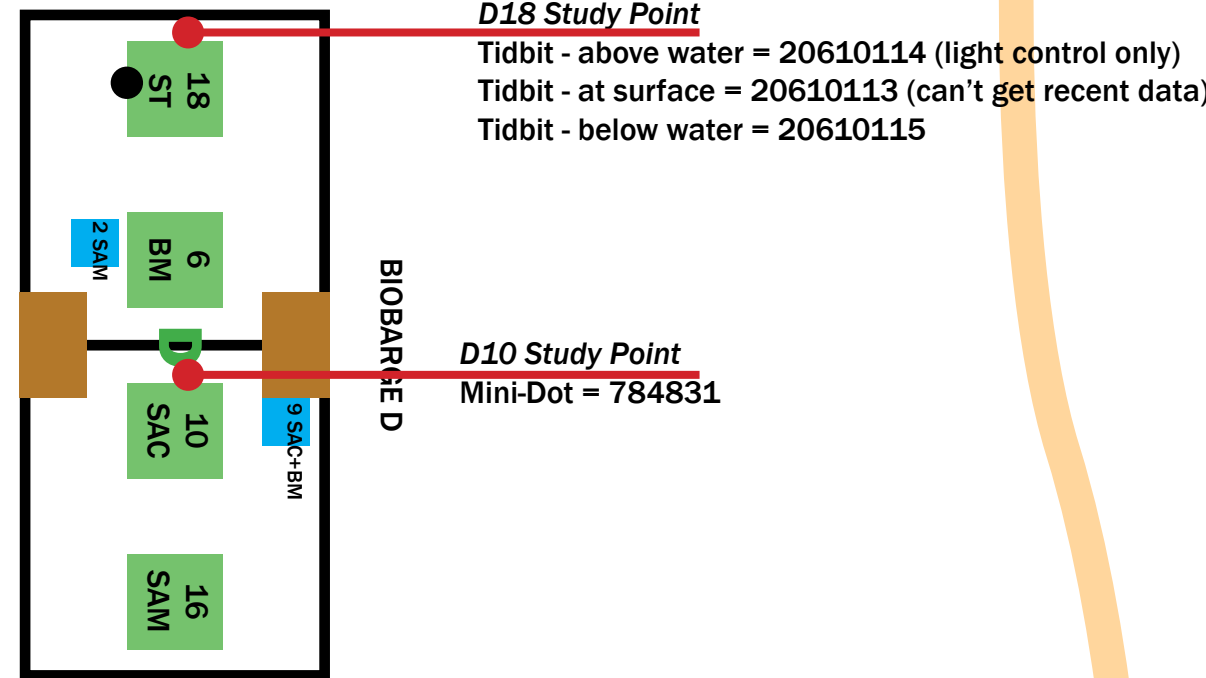 D18 Study Point
Tidbit - above water = 20610114 (light control only)
Tidbit - at surface = 20610113 (can't get recent data)
Tidbit - below water = 20610115
18
ST
2 SAM
6
BM
BIOBARGE D
D
D10 Study Point
Mini-Dot = 784831
10
SAC
9 SAC+BM
16
SAM